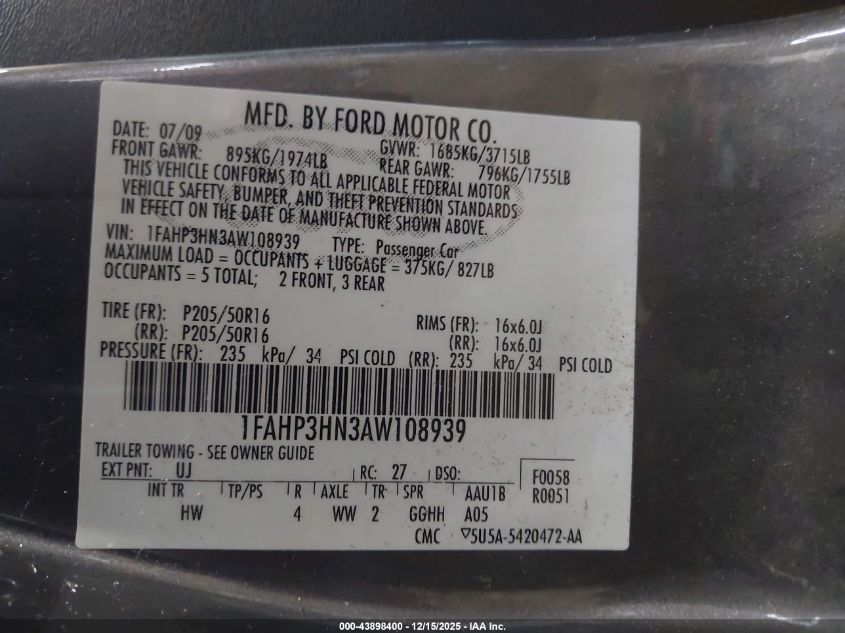 MFD. BY FORD MOTOR CO.
DATE: 07/09 GVWR: 1685KG/3715LB
FRONT GAWR: 895KG/1974LB REAR GAWR: 796KG/1755LB
THIS VEHICLE CONFORMS TO ALL APPLICABLE FEDERAL MOTOR
VEHICLE SAFETY, BUMPER, AND THEFT PREVENTION STANDARDS
IN EFFECT ON THE DATE OF MANUFACTURE SHOWN ABOVE.
VIN: 1FAHP3HN3AW108939 TYPE: Passenger Car
MAXIMUM LOAD = OCCUPANTS + LUGGAGE = 375KG/ 827LB
OCCUPANTS = 5 TOTAL; 2 FRONT, 3 REAR
TIRE (FR): P205/50R16 RIMS (FR): 16x6.0J
(RR): P205/50R16 (RR): 16x6.0J
PRESSURE (FR): 235 kPa/ 34 PSI COLD (RR): 235 kPa/ 34 PSI COLD
1FAHP3HN3AW108939
TRAILER TOWING - SEE OWNER GUIDE
EXT PNT: UJ RC: 27 DSO: F0058
R0051
INT TR TP/PS R AXLE TR SPR AAU1B
HW 4 WW 2 GGHH A05
CMC ▽5U5A-5420472-AA
000-43898400 - 12/15/2025 - IAA Inc.